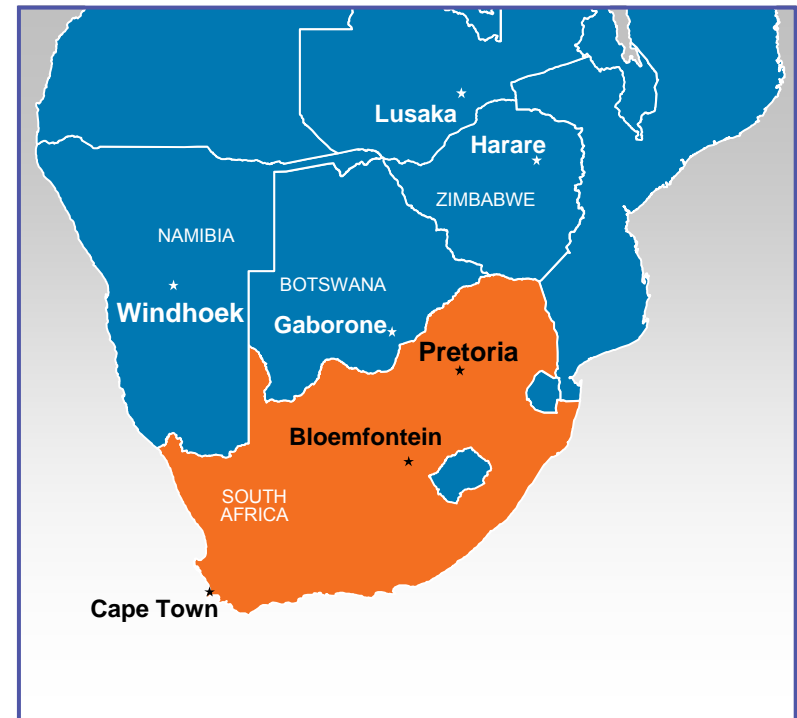 Lusaka
Harare
ZIMBABWE
NAMIBIA
BOTSWANA
Windhoek
Gaborone
Pretoria
Bloemfontein
SOUTH
AFRICA
Cape Town